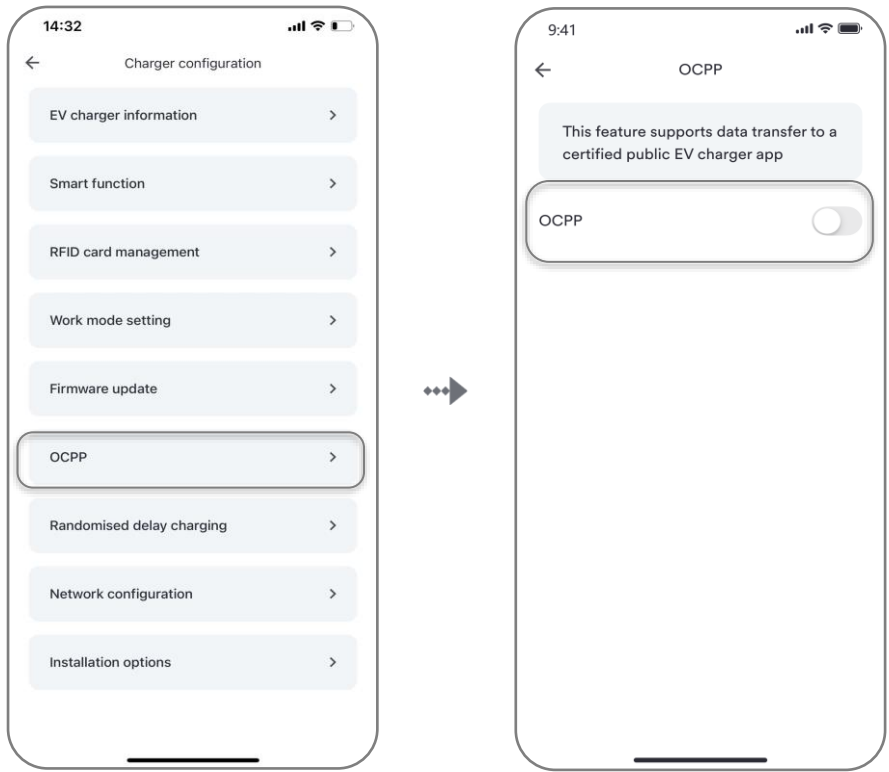 14:32
Charger configuration
EV charger information
Smart function
RFID card management
Work mode setting
Firmware update
OCPP
Randomised delay charging
Network configuration
Installation options
9:41
OCPP
This feature supports data transfer to a
certified public EV charger app
OCPP